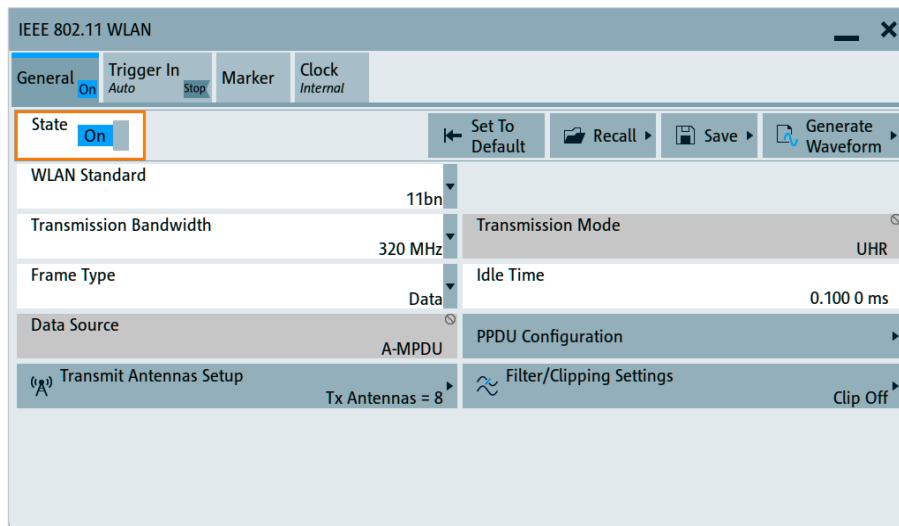 IEEE 802.11 WLAN
General On
Trigger In
Auto Stop
Marker
Clock
Internal
State
On
Set To
Default
Recall
Save
Generate
Waveform
WLAN Standard
11bn
Transmission Bandwidth
320 MHz
Transmission Mode
UHR
Frame Type
Data
Idle Time
0.100 0 ms
Data Source
A-MPDU
PPDU Configuration
Transmit Antennas Setup
Tx Antennas = 8
Filter/Clipping Settings
Clip Off